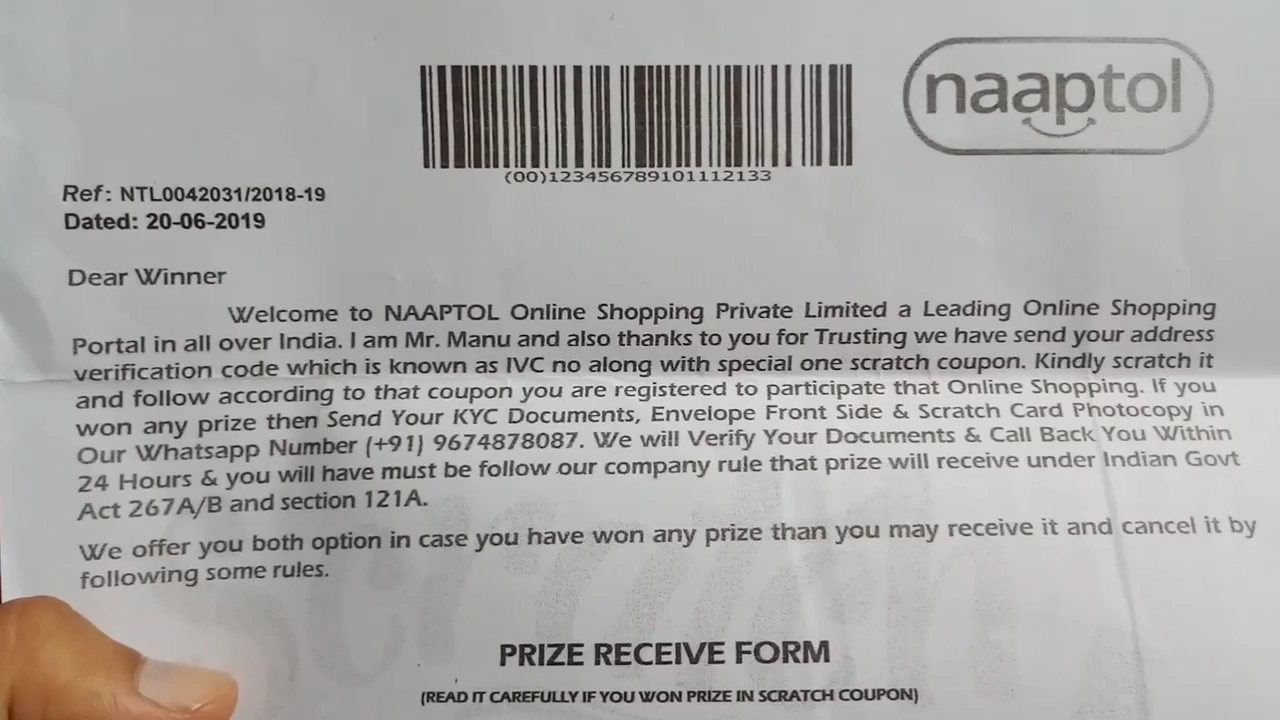 naaptol
(00)123456789101112133
Ref: NTL0042031/2018-19
Dated: 20-06-2019
Dear Winner
Welcome to NAAPTOL Online Shopping Private Limited a Leading Online Shopping
Portal in all over India. I am Mr. Manu and also thanks to you for Trusting we have send your address
verification code which is known as IVC no along with special one scratch coupon. Kindly scratch it
and follow according to that coupon you are registered to participate that Online Shopping. If you
won any prize then Send Your KYC Documents, Envelope Front Side & Scratch Card Photocopy in
Our Whatsapp Number (+91) 9674878087. We will Verify Your Documents & Call Back You Within
24 Hours & you will have must be follow our company rule that prize will receive under Indian Govt
Act 267A/B and section 121A.
We offer you both option in case you have won any prize than you may receive it and cancel it by
following some rules.
PRIZE RECEIVE FORM
(READ IT CAREFULLY IF YOU WON PRIZE IN SCRATCH COUPON)